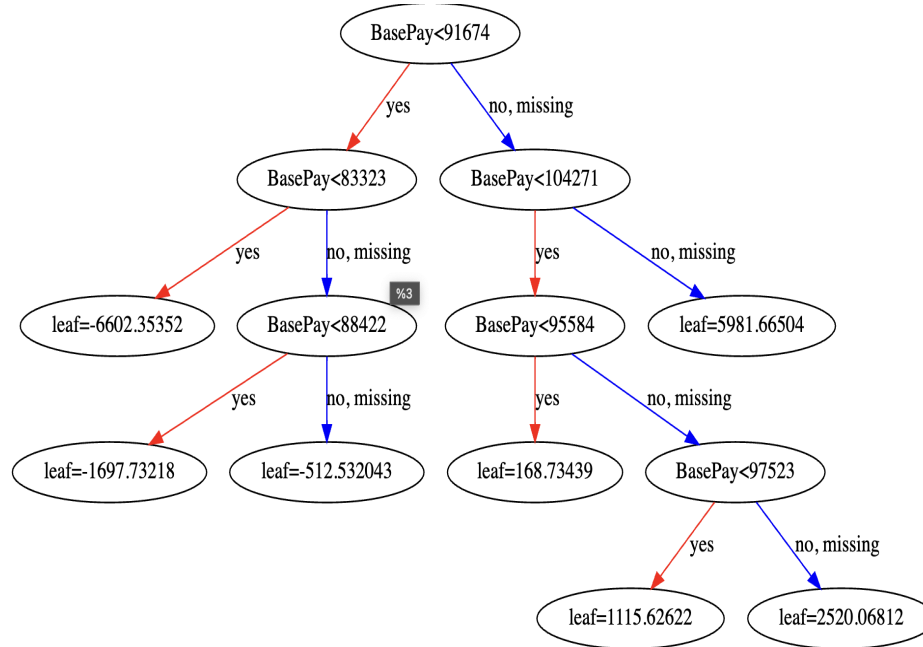 BasePay<91674
yes
no, missing
BasePay<83323
BasePay<104271
yes
no, missing
yes
no, missing
%3
leaf=-6602.35352
BasePay<88422
BasePay<95584
leaf=5981.66504
yes
no, missing
yes
no, missing
leaf=-1697.73218
leaf=-512.532043
leaf=168.73439
BasePay<97523
yes
no, missing
leaf=1115.62622
leaf=2520.06812